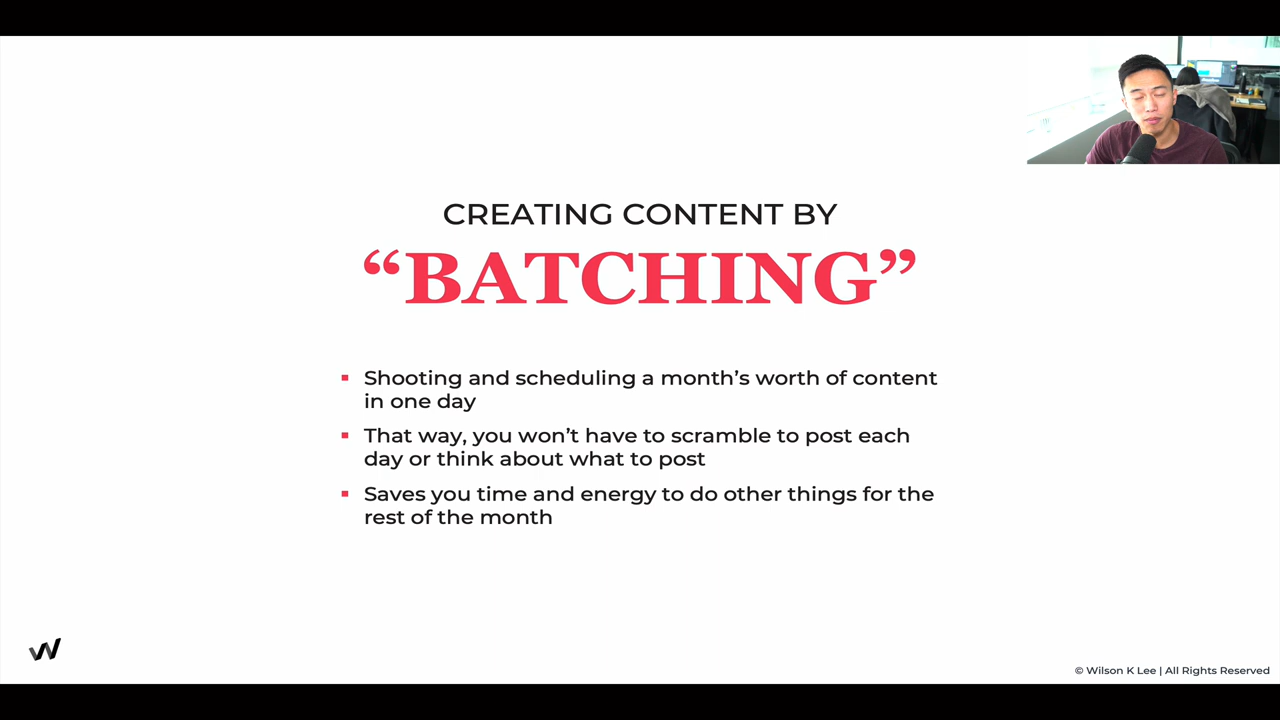 CREATING CONTENT BY
“BATCHING”
▪ Shooting and scheduling a month’s worth of content
in one day
▪ That way, you won’t have to scramble to post each
day or think about what to post
▪ Saves you time and energy to do other things for the
rest of the month
© Wilson K Lee | All Rights Reserved